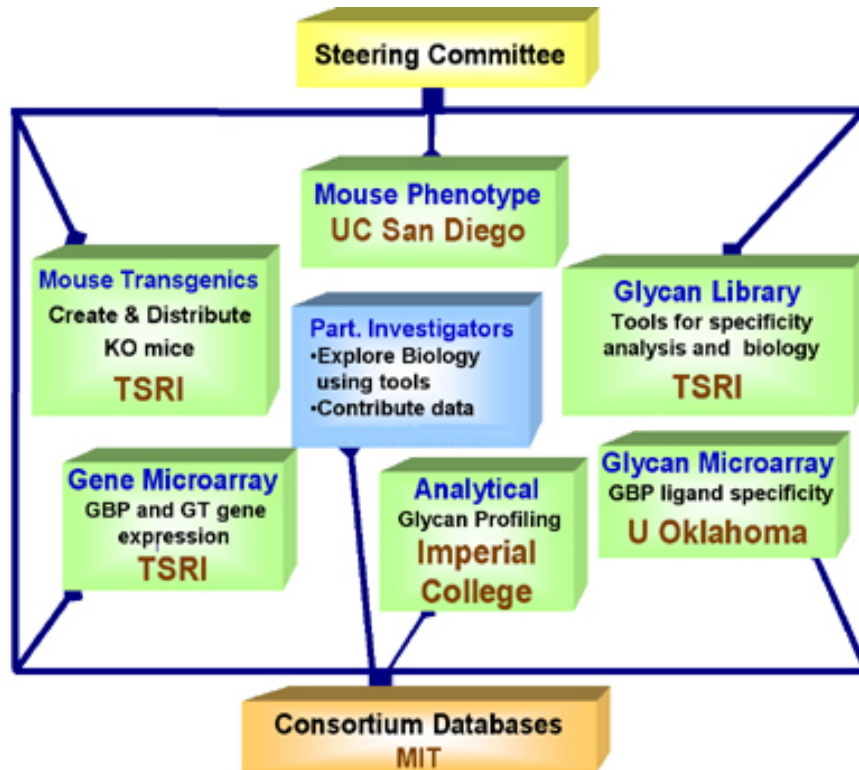 Steering Committee
Mouse Phenotype
UC San Diego
Mouse Transgenics
Create & Distribute
KO mice
TSRI
Part. Investigators
•Explore Biology
using tools
•Contribute data
Glycan Library
Tools for specificity
analysis and biology
TSRI
Gene Microarray
GBP and GT gene
expression
TSRI
Analytical
Glycan Profiling
Imperial
College
Glycan Microarray
GBP ligand specificity
U Oklahoma
Consortium Databases
MIT